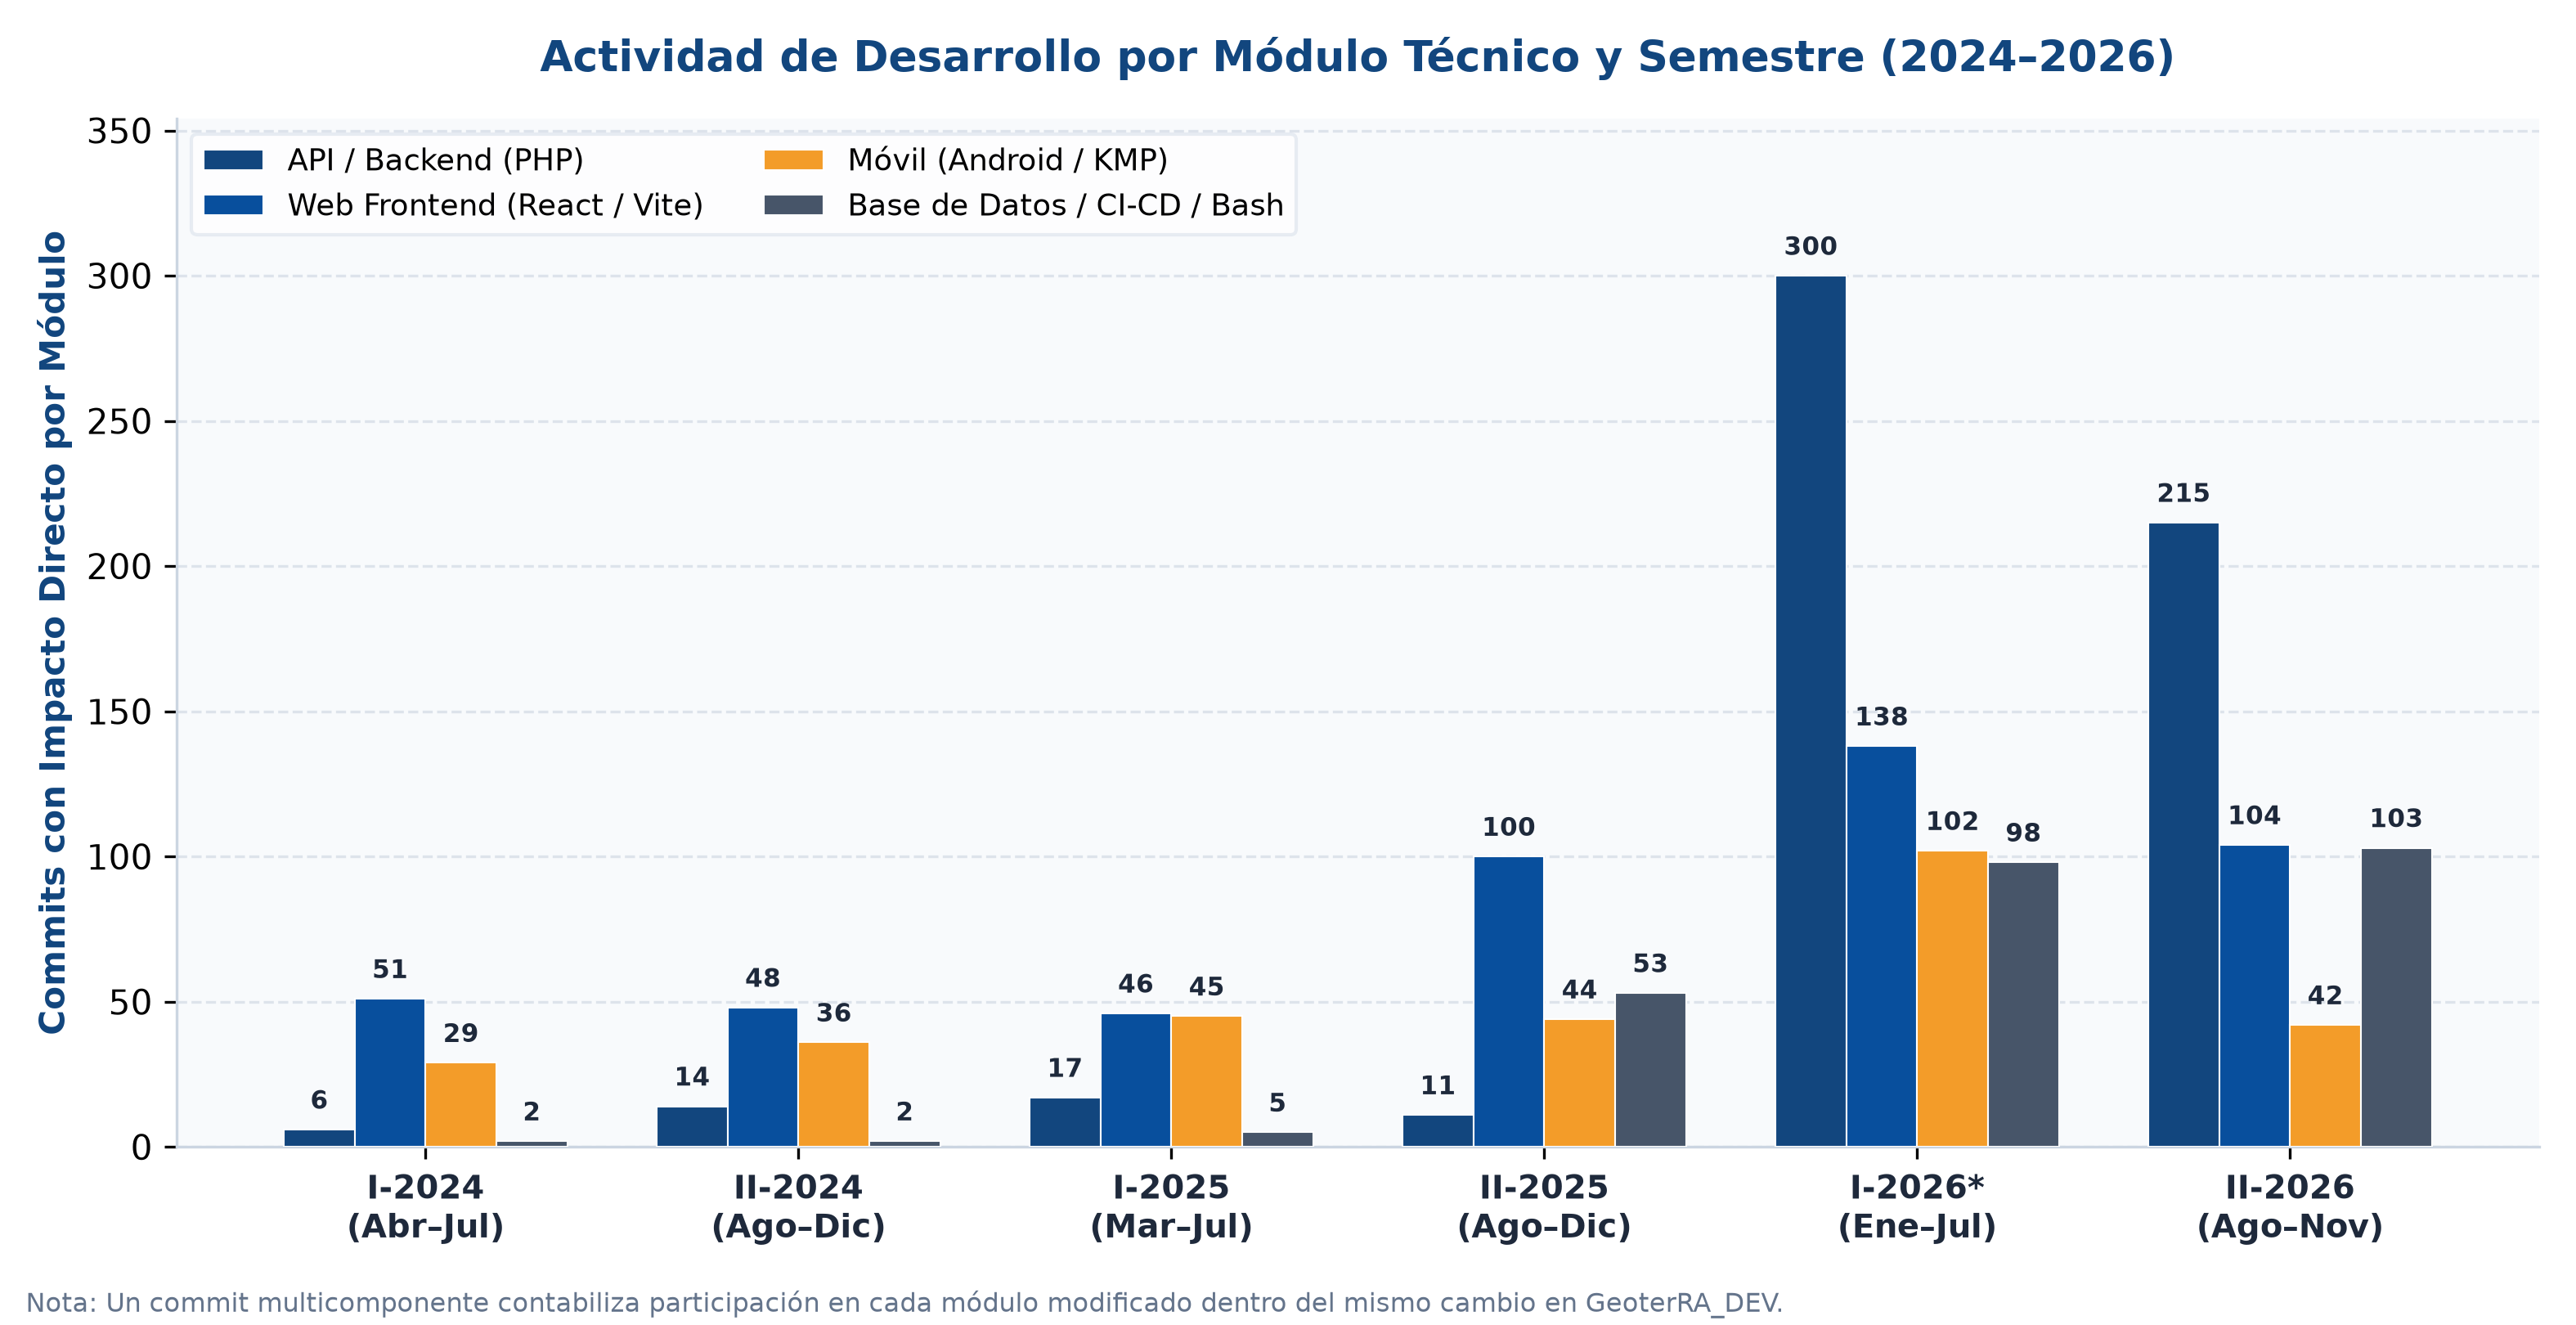 Actividad de Desarrollo por Módulo Técnico y Semestre (2024–2026)
Commits con Impacto Directo por Módulo
350
300
250
200
150
100
50
0
API / Backend (PHP)
Web Frontend (React / Vite)
Móvil (Android / KMP)
Base de Datos / CI-CD / Bash
6
51
29
2
14
48
36
2
17
46
45
5
11
100
44
53
300
138
102
98
215
104
42
103
I-2024
(Abr–Jul)
II-2024
(Ago–Dic)
I-2025
(Mar–Jul)
II-2025
(Ago–Dic)
I-2026*
(Ene–Jul)
II-2026
(Ago–Nov)
Nota: Un commit multicomponente contabiliza participación en cada módulo modificado dentro del mismo cambio en GeoterRA_DEV.